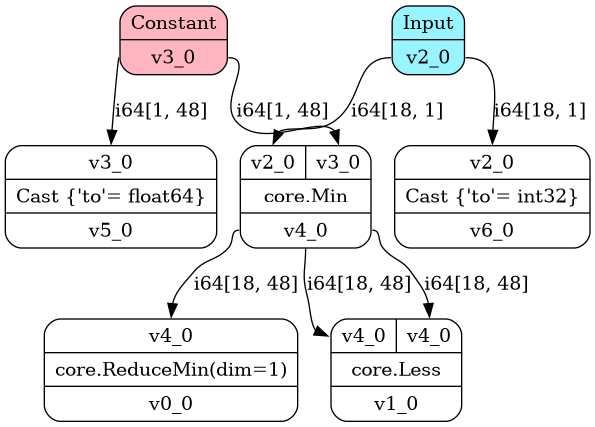 Constant
v3_0
Input
v2_0
i64[1, 48]
i64[1, 48]
i64[18, 1]
i64[18, 1]
v3_0
Cast {'to'= float64}
v5_0
v2_0 v3_0
core.Min
v4_0
v2_0
Cast {'to'= int32}
v6_0
i64[18, 48]
i64[18, 48]
i64[18, 48]
v4_0
core.ReduceMin(dim=1)
v0_0
v4_0 v4_0
core.Less
v1_0